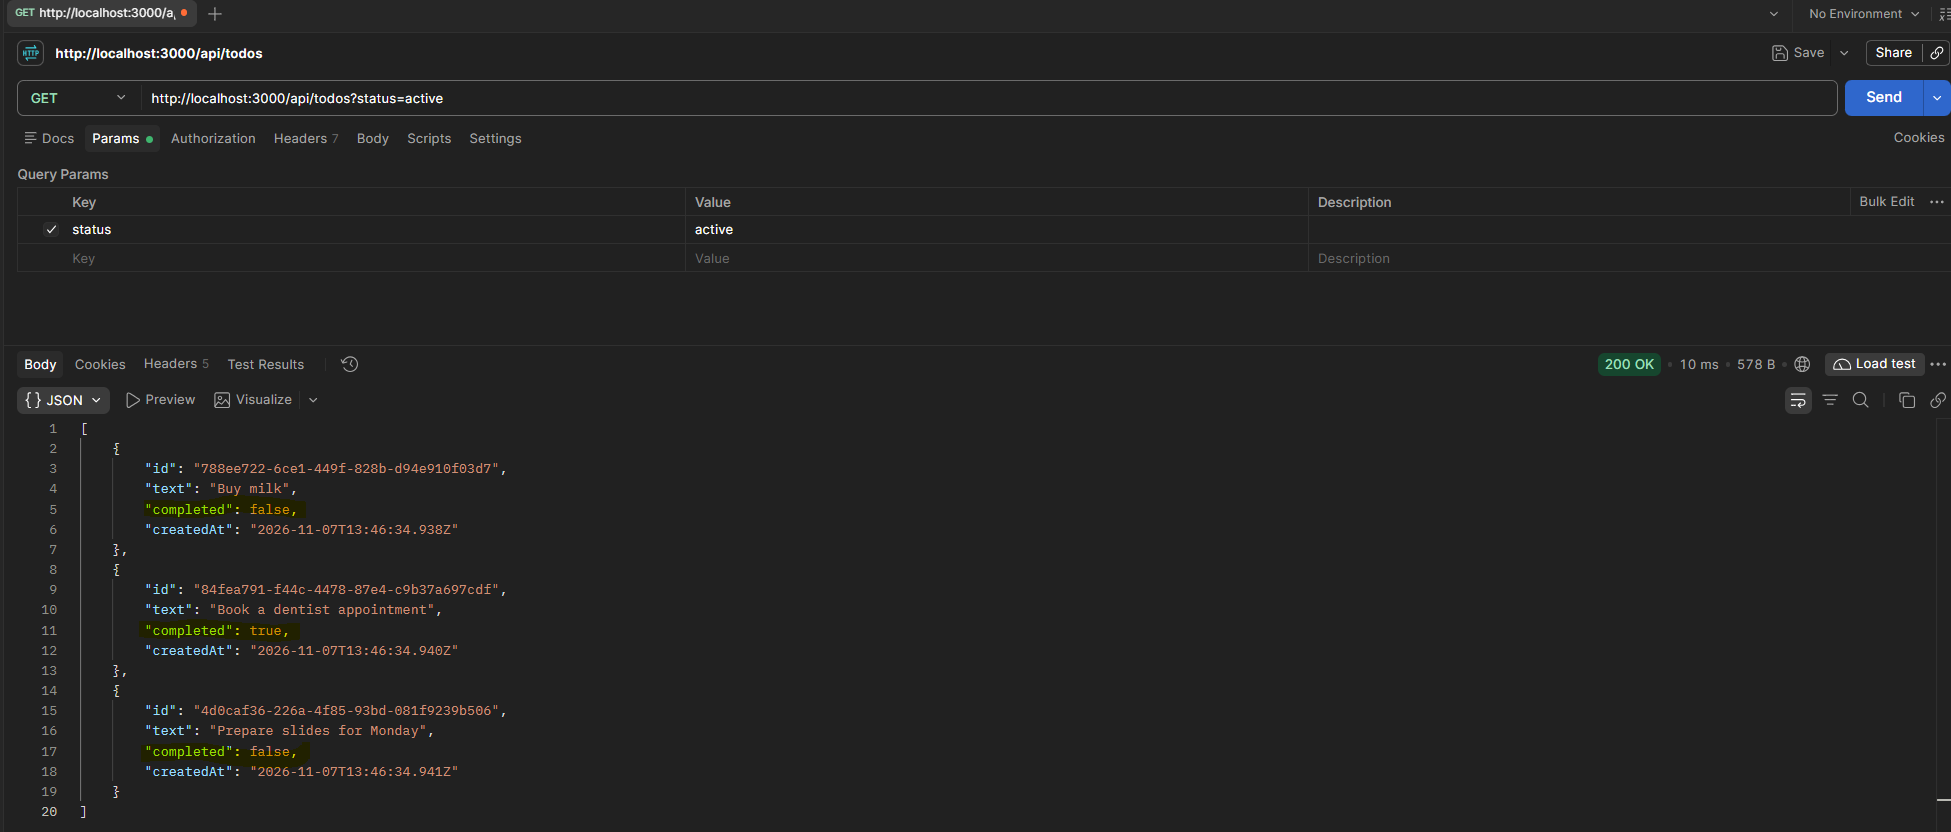 GET http://localhost:3000/a
No Environment
HTTP http://localhost:3000/api/todos
Save Share
GET http://localhost:3000/api/todos?status=active Send
Docs Params Authorization Headers 7 Body Scripts Settings Cookies
Query Params
Key Value Description Bulk Edit
status active
Key Value Description
Body Cookies Headers 5 Test Results 200 OK 10 ms 578 B Load test
{} JSON Preview Visualize
1 [
2 {
3 "id": "788ee722-6ce1-449f-828b-d94e910f03d7",
4 "text": "Buy milk",
5 "completed": false,
6 "createdAt": "2026-11-07T13:46:34.938Z"
7 },
8 {
9 "id": "84fea791-f44c-4478-87e4-c9b37a697cdf",
10 "text": "Book a dentist appointment",
11 "completed": true,
12 "createdAt": "2026-11-07T13:46:34.940Z"
13 },
14 {
15 "id": "4d0caf36-226a-4f85-93bd-081f9239b506",
16 "text": "Prepare slides for Monday",
17 "completed": false,
18 "createdAt": "2026-11-07T13:46:34.941Z"
19 }
20 ]